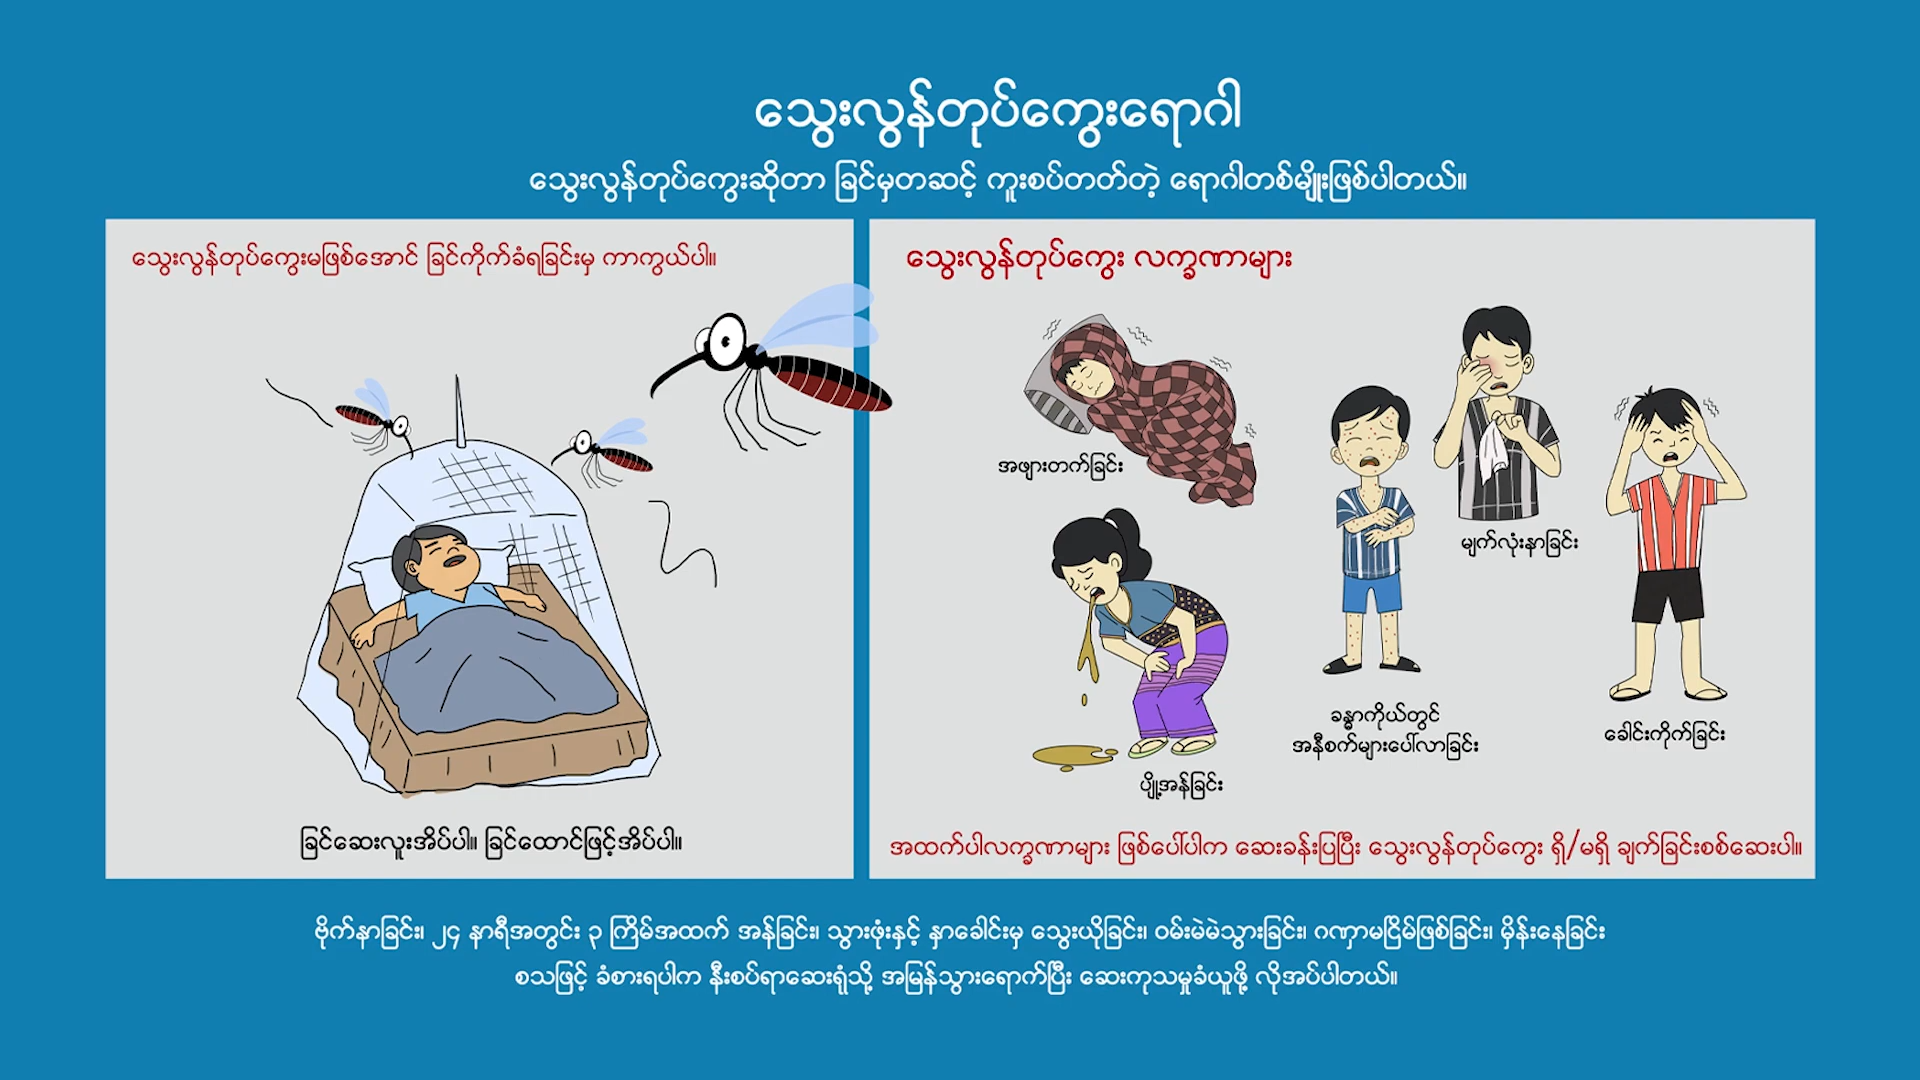 သွေးလွန်တုပ်ကွေးရောဂါ
သွေးလွန်တုပ်ကွေးဆိုတာ ခြင်မှတဆင့် ကူးစပ်တတ်တဲ့ ရောဂါတစ်မျိုးဖြစ်ပါတယ်။
သွေးလွန်တုပ်ကွေးမဖြစ်အောင် ခြင်ကိုက်ခံရခြင်းမှ ကာကွယ်ပါ။
ခြင်ဆေးလူးအိပ်ပါ။ ခြင်ထောင်ဖြင့်အိပ်ပါ။
သွေးလွန်တုပ်ကွေး လက္ခဏာများ
အဖျားတက်ခြင်း
မျက်လုံးနာခြင်း
ခန္ဓာကိုယ်တွင်
အနီစက်များပေါ်လာခြင်း
ခေါင်းကိုက်ခြင်း
ပျို့အန်ခြင်း
အထက်ပါလက္ခဏာများ ဖြစ်ပေါ်ပါက ဆေးခန်းပြပြီး သွေးလွန်တုပ်ကွေး ရှိ/မရှိ ချက်ခြင်းစစ်ဆေးပါ။
ဗိုက်နာခြင်း၊ ၂၄ နာရီအတွင်း ၃ ကြိမ်အထက် အန်ခြင်း၊ သွားဖုံးနှင့် နှာခေါင်းမှ သွေးယိုခြင်း၊ ဝမ်းမဲမဲသွားခြင်း၊ ဂဏှာမငြိမ်ဖြစ်ခြင်း၊ မှိန်းနေခြင်း
စသဖြင့် ခံစားရပါက နီးစပ်ရာဆေးရုံသို့ အမြန်သွားရောက်ပြီး ဆေးကုသမှုခံယူဖို့ လိုအပ်ပါတယ်။